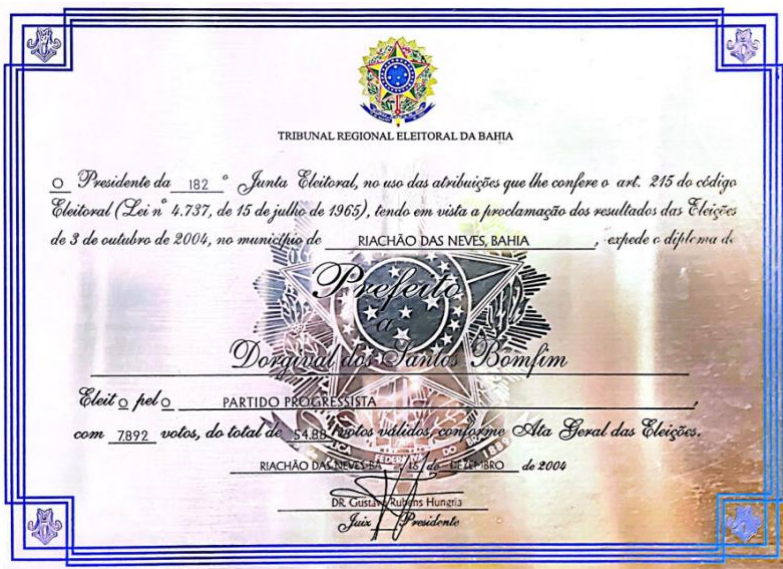 TRIBUNAL REGIONAL ELEITORAL DA BAHIA
O Presidente da 182 ° Junta Eleitoral, no uso das atribuições que lhe confere o art. 215 do código
Eleitoral (Lei n° 4.737, de 15 de julho de 1965), tendo em vista a proclamação dos resultados das Eleições
de 3 de outubro de 2004, no município de RIACHÃO DAS NEVES, BAHIA, expede o diploma de
Prefeito
a
Dorgival dos Santos Bomfim
Eleito pelo PARTIDO PROGRESSISTA,
com 7.892 votos, do total de 54.88 votos válidos, conforme Ata Geral das Eleições.
RIACHÃO DAS NEVES-BA, 16 de DEZEMBRO de 2004
DR. Gustavo Rubens Hungria
Juiz Presidente